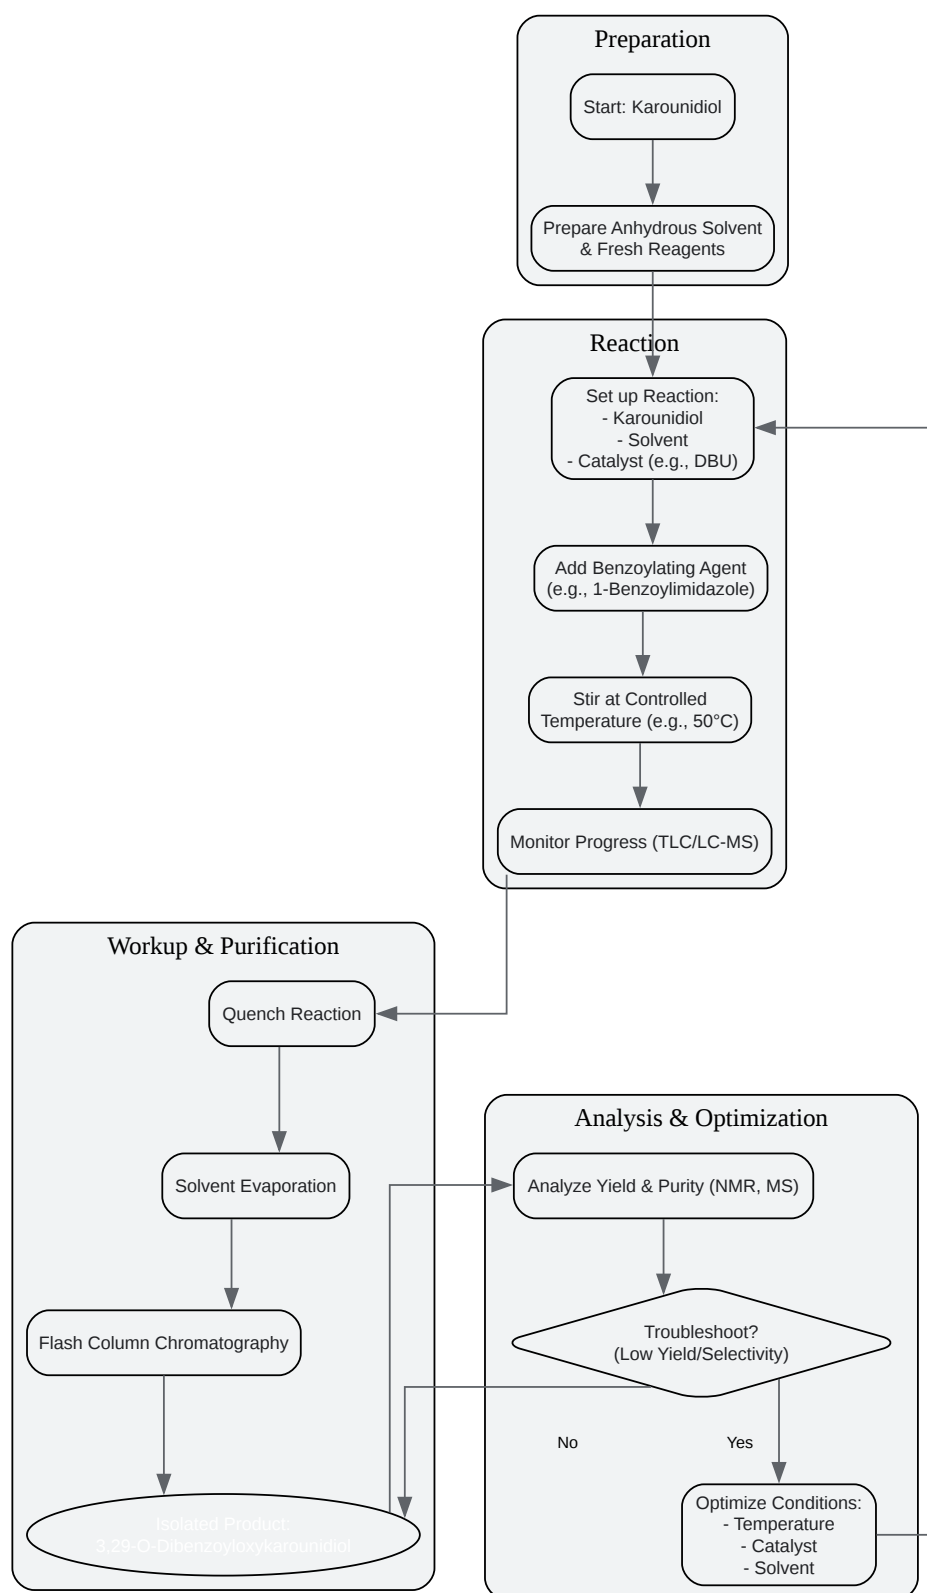 Preparation
Start: Karounidiol
Prepare Anhydrous Solvent
& Fresh Reagents
Reaction
Set up Reaction:
- Karounidiol
- Solvent
- Catalyst (e.g., DBU)
Add Benzoylating Agent
(e.g., 1-Benzoylimidazole)
Stir at Controlled
Temperature (e.g., 50°C)
Monitor Progress (TLC/LC-MS)
Workup & Purification
Quench Reaction
Solvent Evaporation
Flash Column Chromatography
Isolated Product:
3,29-O-Dibenzoyloxykarounidiol
Analysis & Optimization
Analyze Yield & Purity (NMR, MS)
Troubleshoot?
(Low Yield/Selectivity)
No
Yes
Optimize Conditions:
- Temperature
- Catalyst
- Solvent